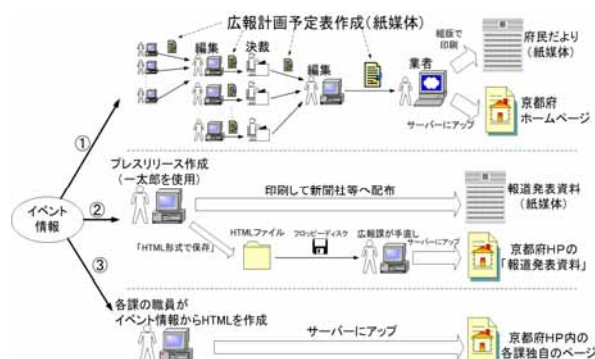 広報計画予定表作成(紙媒体)
編集
決裁
編集
業者
組版で
印刷
府民だより
(紙媒体)
サーバーにアップ
京都府
ホームページ
①
プレスリリース作成
(一太郎を使用)
印刷して新聞社等へ配布
報道発表資料
(紙媒体)
イベント
情報
②
「HTML形式で保存」
HTMLファイル
フロッピーディスク
広報課が手直し
サーバーにアップ
京都府HPの
「報道発表資料」
③
各課の職員が
イベント情報からHTMLを作成
サーバーにアップ
京都府HP内の
各課独自のページ